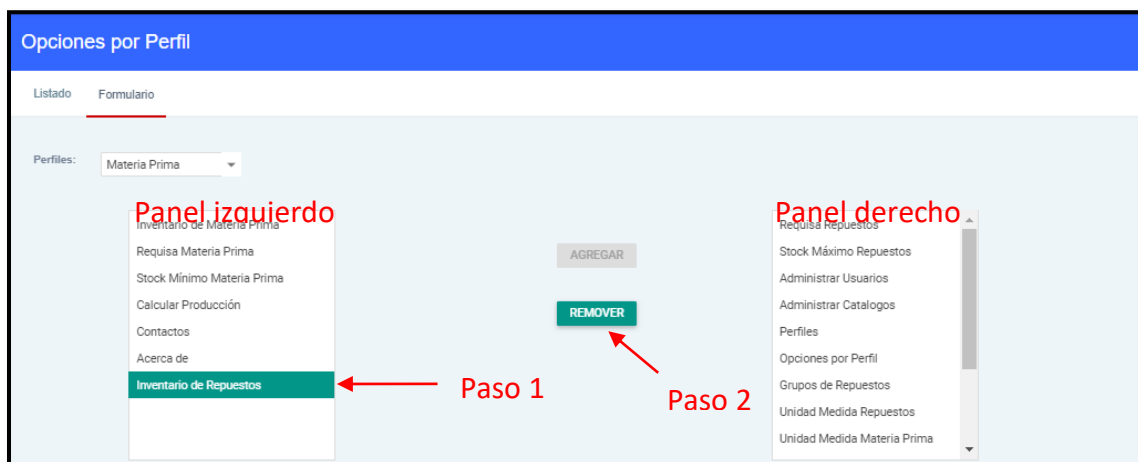 Opciones por Perfil
Listado Formulario
Perfiles: Materia Prima
Panel izquierdo
Inventario de Materia Prima
Requisa Materia Prima
Stock Mínimo Materia Prima
Calcular Producción
Contactos
Acerca de
Inventario de Repuestos
AGREGAR
REMOVER
Paso 1
Paso 2
Panel derecho
Requisa Repuestos
Stock Máximo Repuestos
Administrar Usuarios
Administrar Catalogos
Perfiles
Opciones por Perfil
Grupos de Repuestos
Unidad Medida Repuestos
Unidad Medida Materia Prima